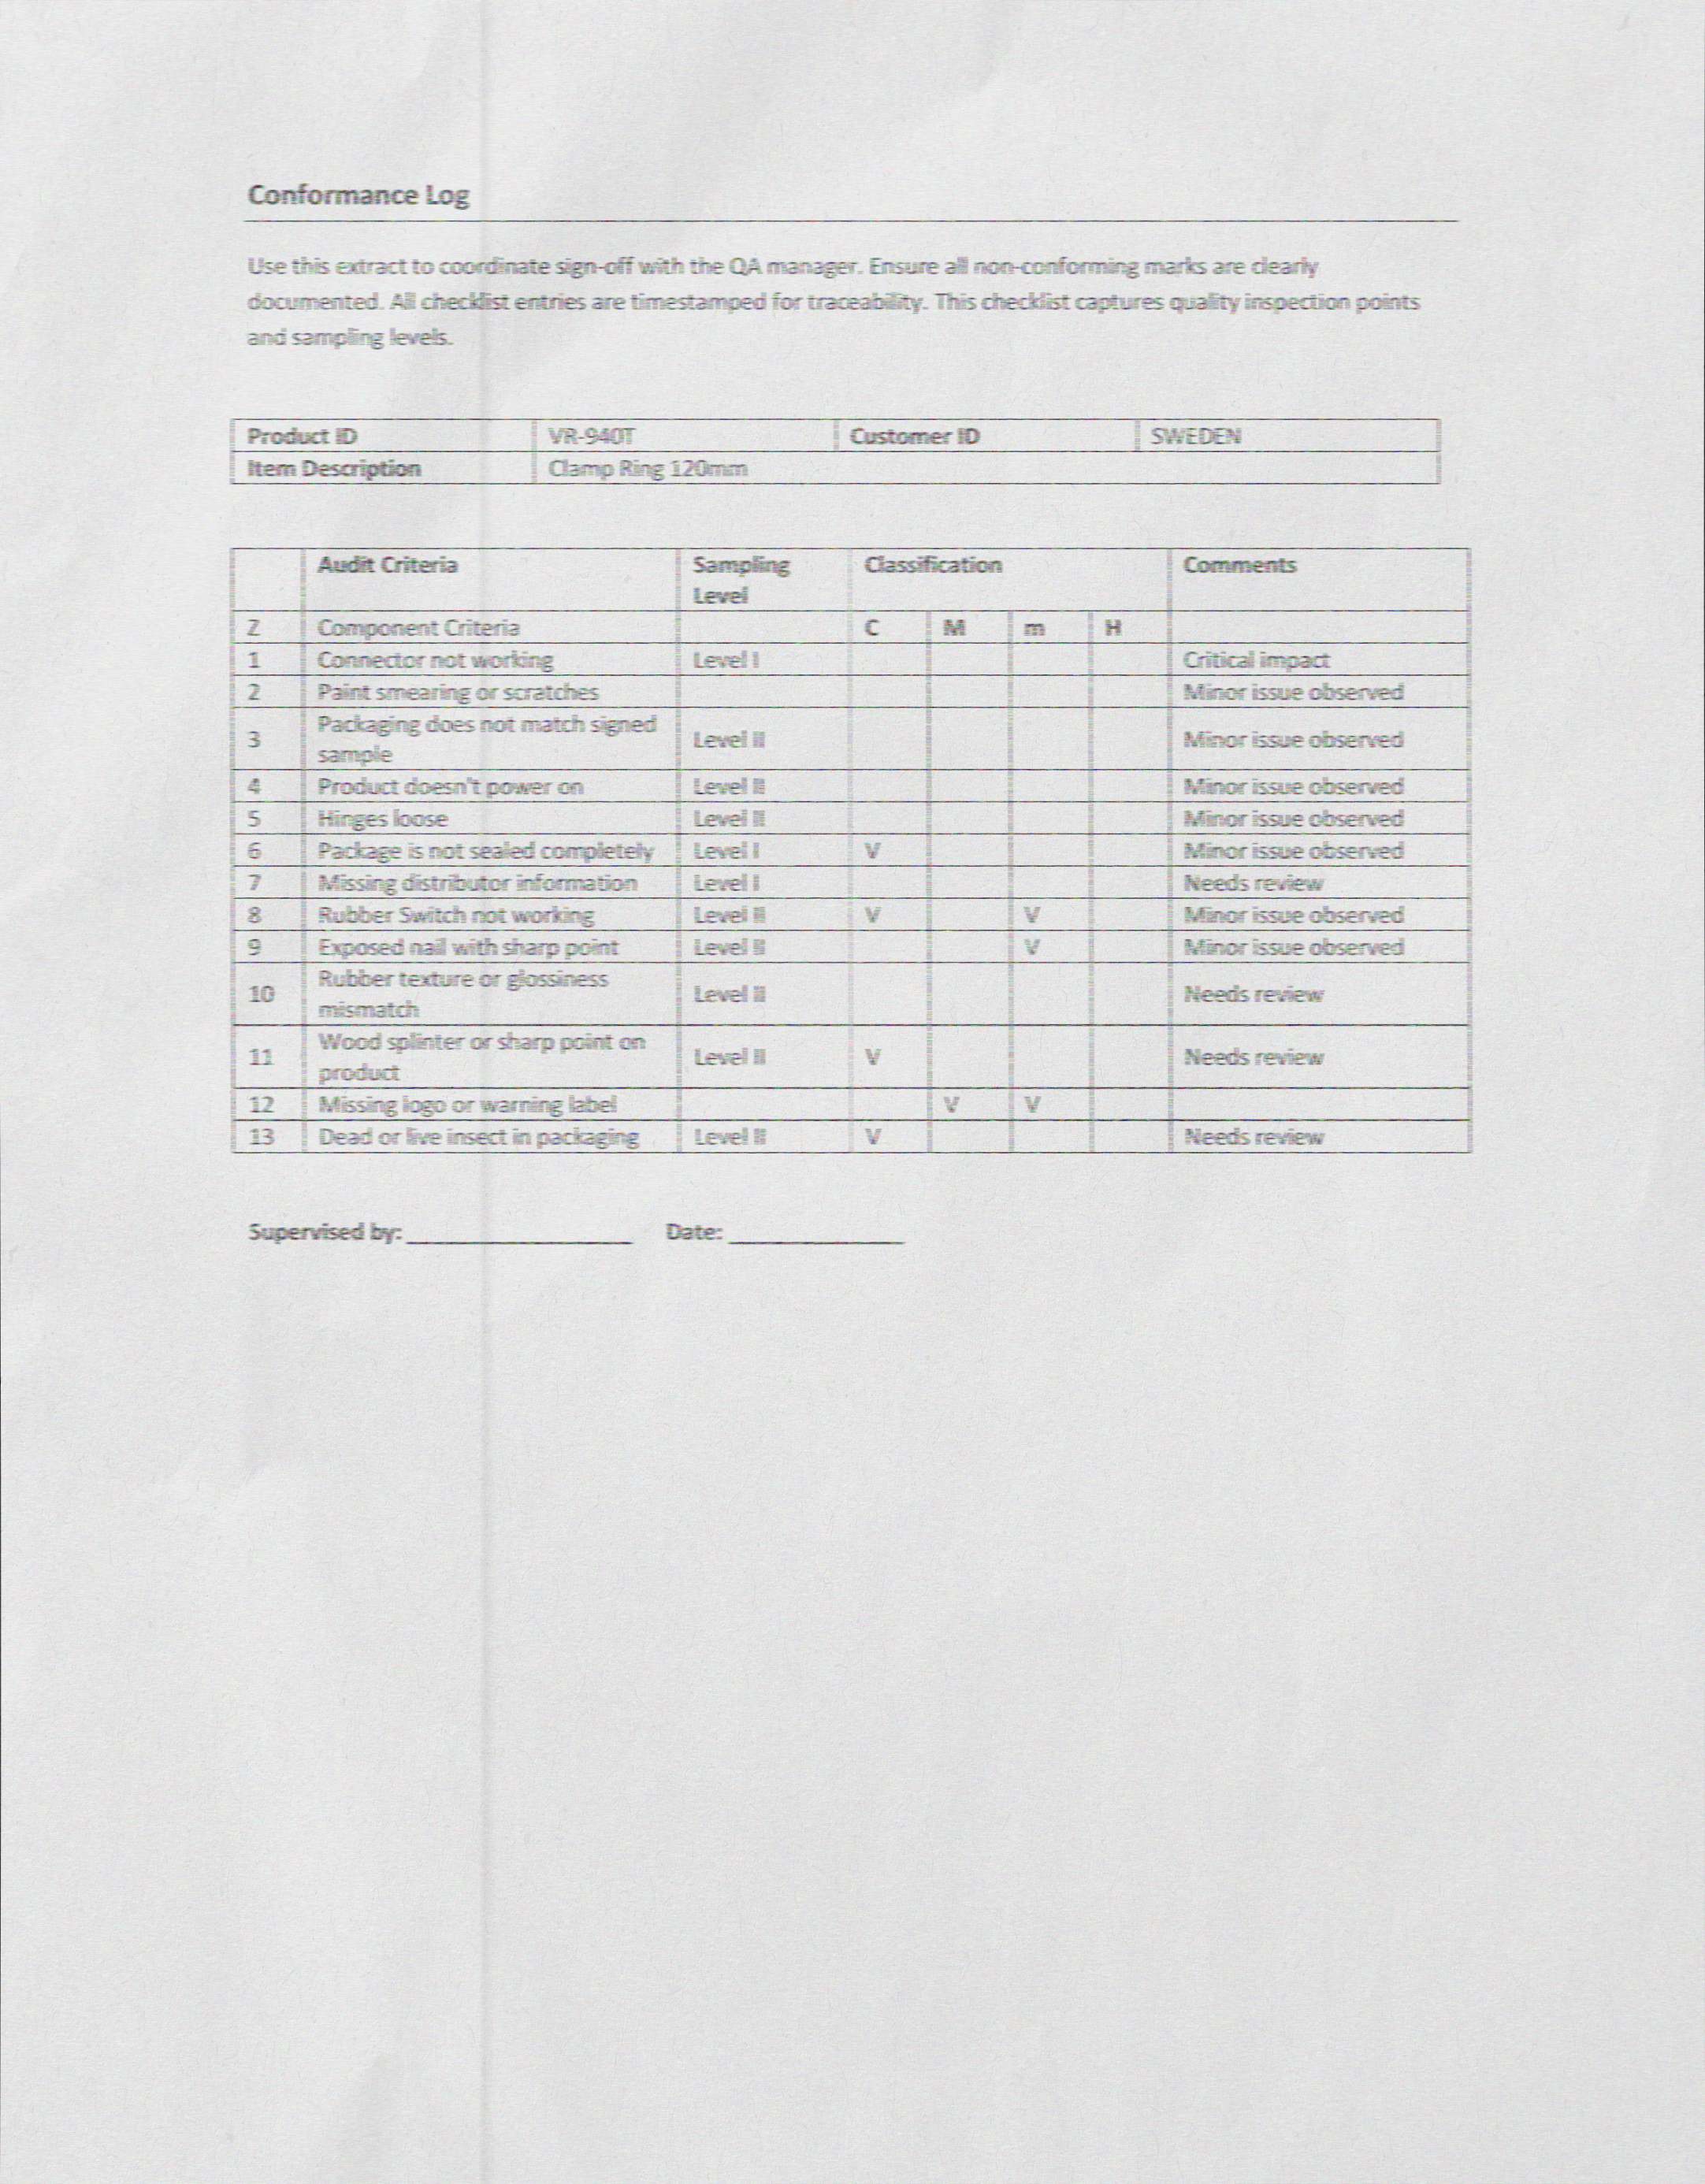 Conformance Log
Use this extract to coordinate sign-off with the QA manager. Ensure all non-conforming marks are clearly
documented. All checklist entries are timestamped for traceability. This checklist captures quality inspection points
and sampling levels.
Product ID VR-940T Customer ID SWEDEN
Item Description Clamp Ring 120mm
Audit Criteria Sampling Level Classification Comments
Z Component Criteria C M m H
1 Connector not working Level I Critical impact
2 Paint smearing or scratches Minor issue observed
3 Packaging does not match signed sample Level II Minor issue observed
4 Product doesn't power on Level II Minor issue observed
5 Hinges loose Level II Minor issue observed
6 Package is not sealed completely Level I V Minor issue observed
7 Missing distributor information Level I Needs review
8 Rubber Switch not working Level II V V Minor issue observed
9 Exposed nail with sharp point Level II V Minor issue observed
10 Rubber texture or glossiness mismatch Level II Needs review
11 Wood splinter or sharp point on product Level II V Needs review
12 Missing logo or warning label V V
13 Dead or live insect in packaging Level II V Needs review
Supervised by: Date: